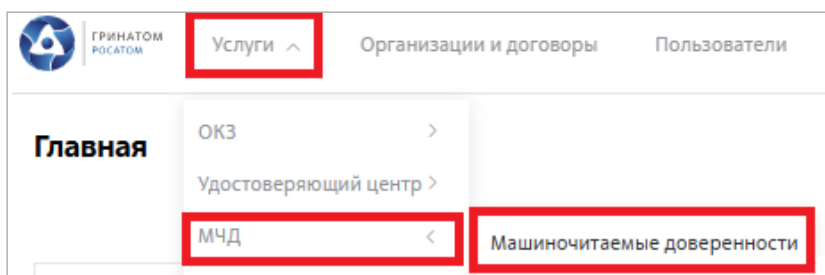 ГРИНАТОМ
РОСАТОМ
Услуги
Организации и договоры
Пользователи
Главная
ОКЗ
Удостоверяющий центр
МЧД
Машиночитаемые доверенности